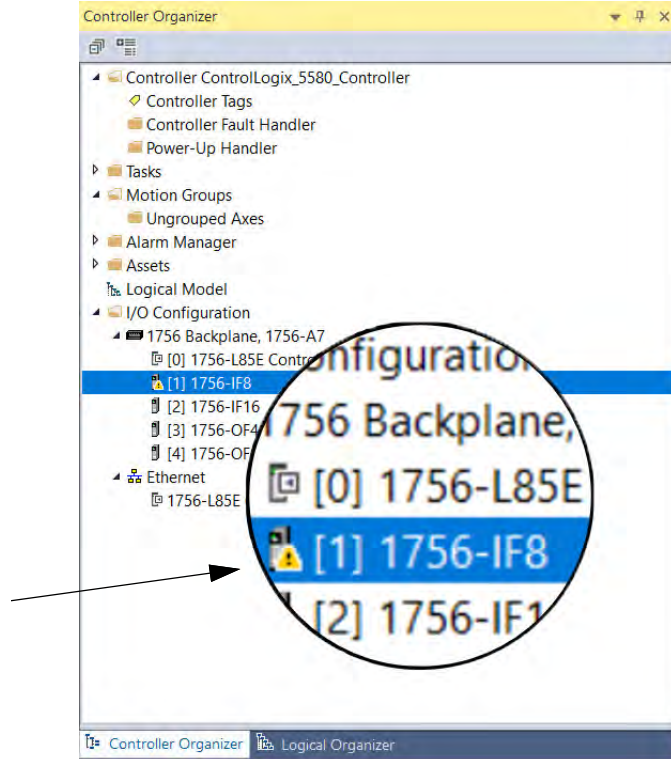 Controller Organizer
Controller ControlLogix_5580_Controller
Controller Tags
Controller Fault Handler
Power-Up Handler
Tasks
Motion Groups
Ungrouped Axes
Alarm Manager
Assets
Logical Model
I/O Configuration
1756 Backplane, 1756-A7
[0] 1756-L85E Contr
[1] 1756-IF8
[2] 1756-IF16
[3] 1756-OF4
[4] 1756-OF
Ethernet
1756-L85E
nfiguration
1756 Backplane,
[0] 1756-L85E
[1] 1756-IF8
[2] 1756-IF1
Controller Organizer Logical Organizer